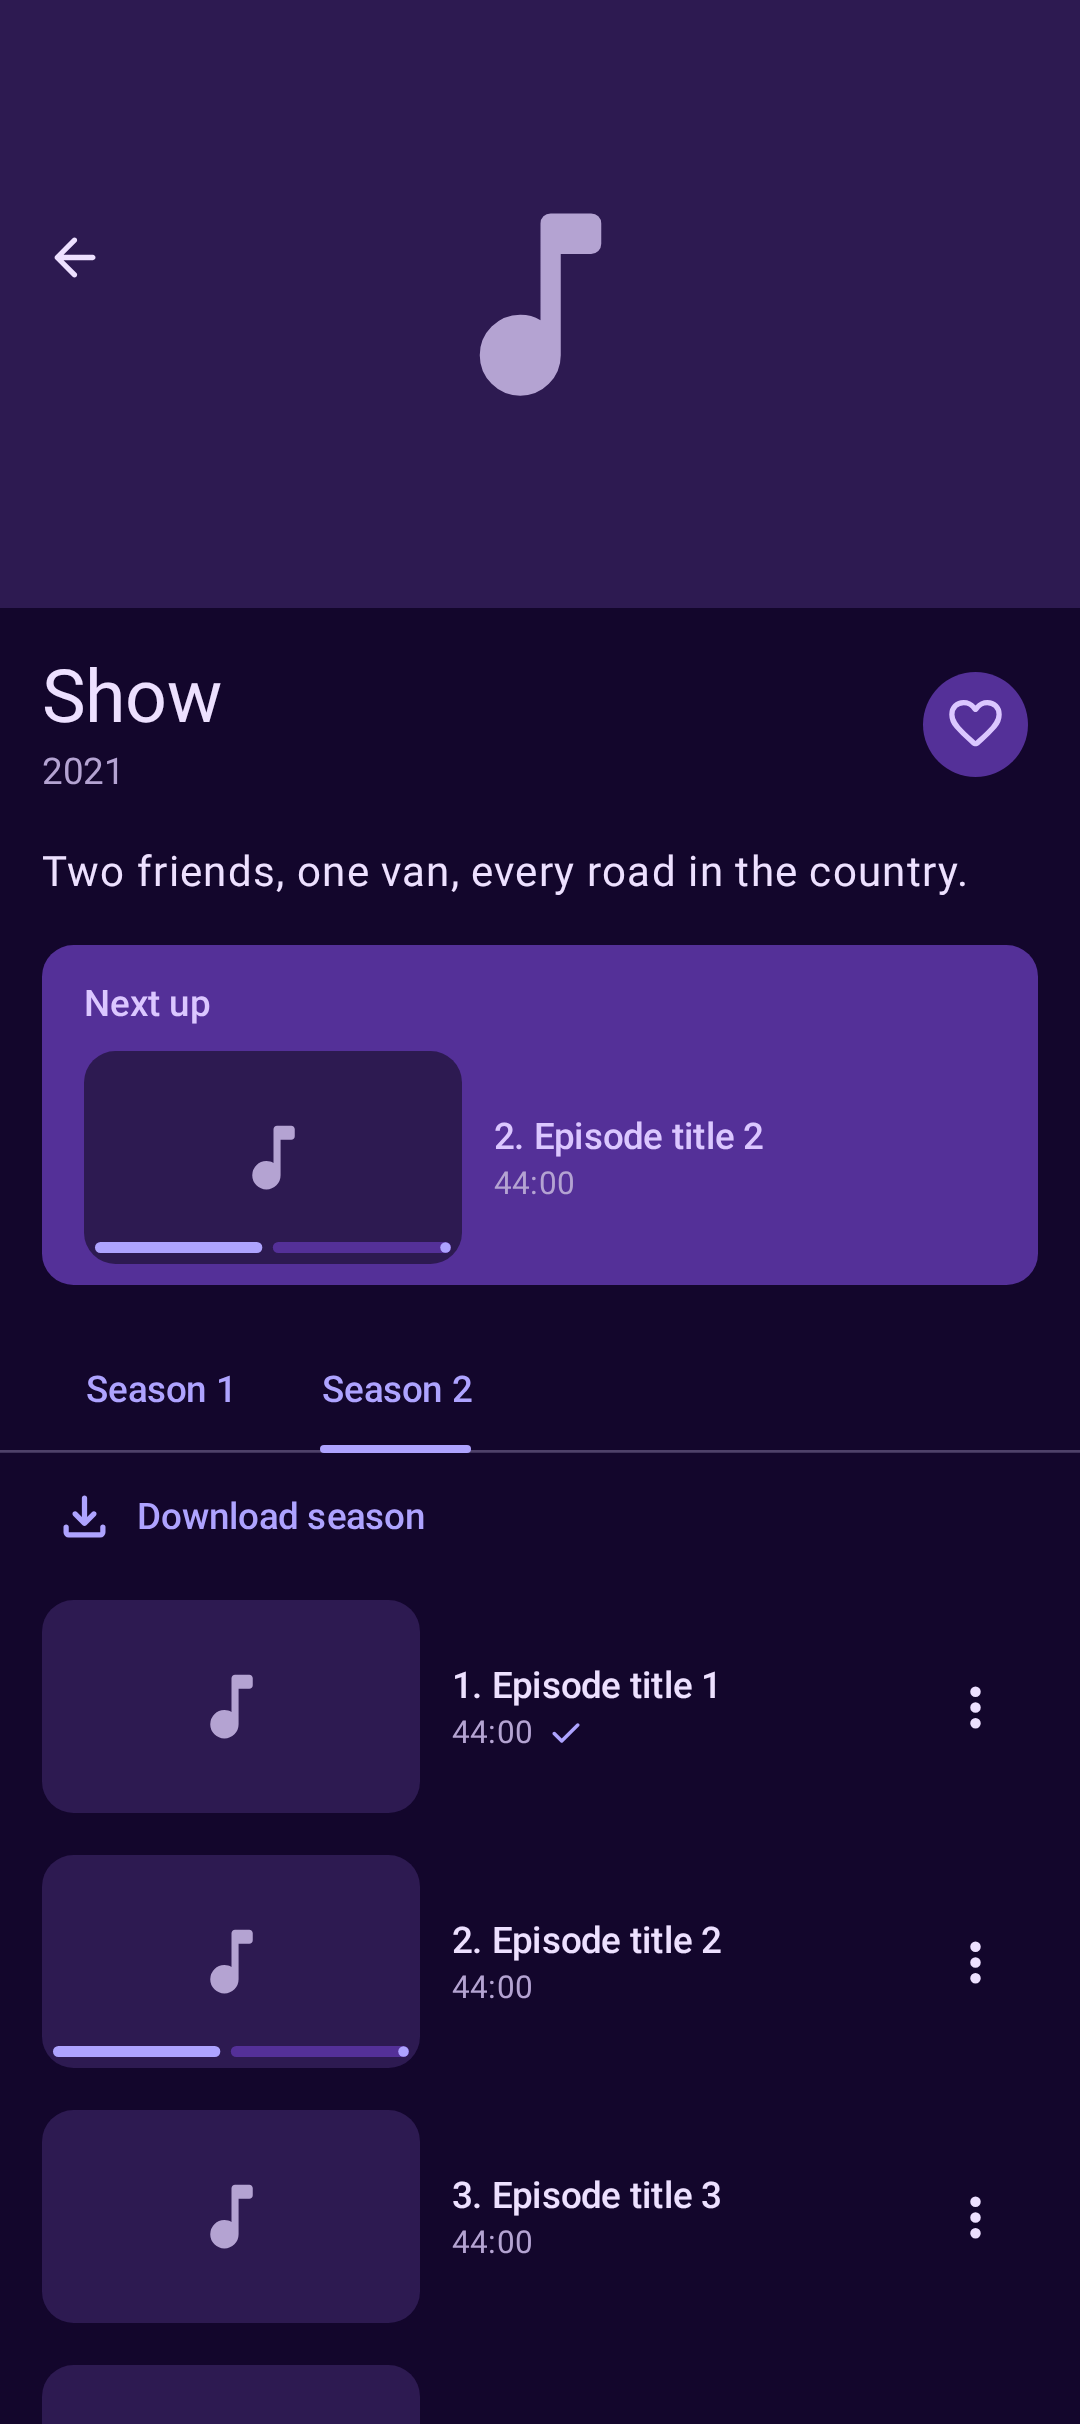 Show
2021
Two friends, one van, every road in the country.
Next up
2. Episode title 2
44:00
Season 1
Season 2
Download season
1. Episode title 1
44:00
2. Episode title 2
44:00
3. Episode title 3
44:00